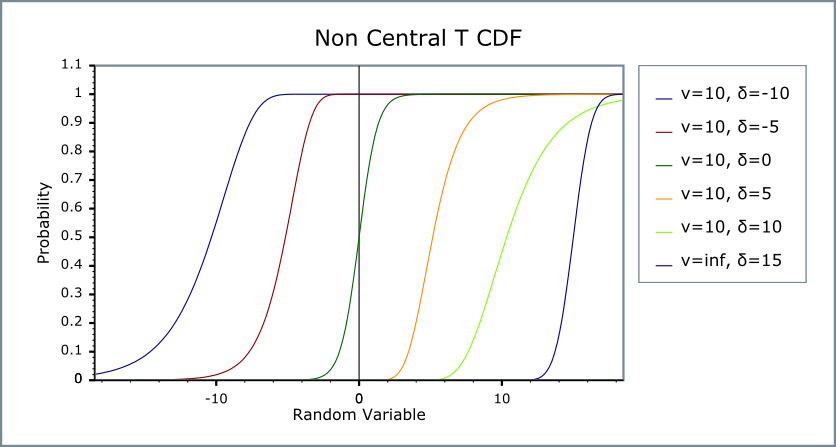 Non Central T CDF
1.1
1
0.9
0.8
0.7
0.6
0.5
0.4
0.3
0.2
0.1
0
Probability
-10 0 10
Random Variable
v=10, δ=-10
v=10, δ=-5
v=10, δ=0
v=10, δ=5
v=10, δ=10
v=inf, δ=15